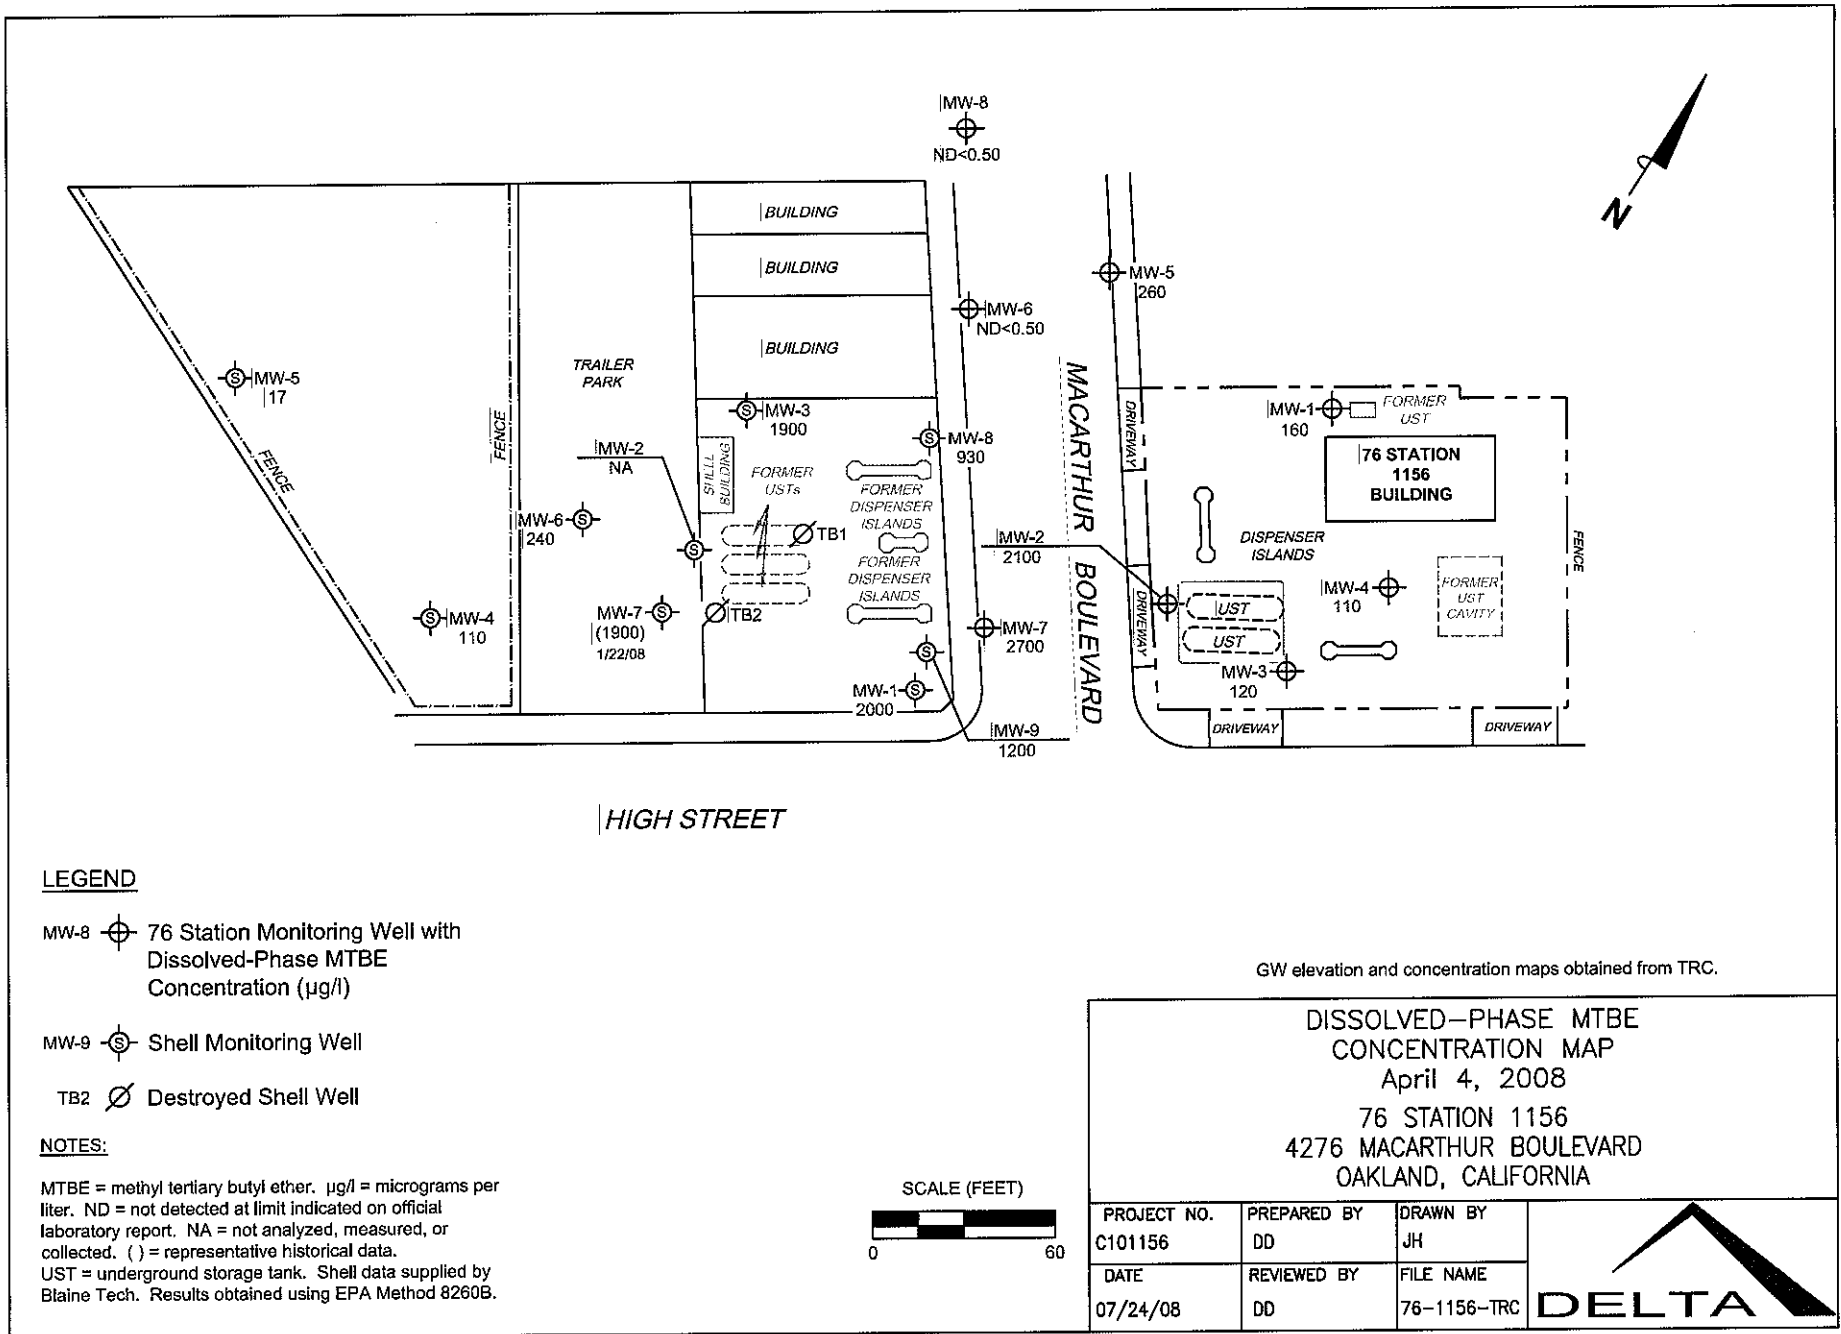 MW-8
ND<0.50
N
BUILDING
BUILDING
BUILDING
MW-5
260
MW-6
ND<0.50
TRAILER
PARK
MW-5
17
FENCE
FENCE
MW-3
1900
MW-8
930
MW-2
NA
SHELL
BUILDING
FORMER
USTs
FORMER
DISPENSER
ISLANDS
MW-6
240
TB1
FORMER
DISPENSER
ISLANDS
MW-4
110
MW-7
(1900)
1/22/08
TB2
MW-1
2000
MW-7
2700
MW-9
1200
MW-2
2100
MACARTHUR BOULEVARD
DRIVEWAY
DRIVEWAY
MW-1
160
FORMER
UST
76 STATION
1156
BUILDING
DISPENSER
ISLANDS
FENCE
UST
UST
MW-4
110
FORMER
UST
CAVITY
MW-3
120
DRIVEWAY
DRIVEWAY
HIGH STREET
LEGEND
MW-8 76 Station Monitoring Well with
Dissolved-Phase MTBE
Concentration (µg/l)
MW-9 S Shell Monitoring Well
TB2 Destroyed Shell Well
NOTES:
MTBE = methyl tertiary butyl ether. µg/l = micrograms per
liter. ND = not detected at limit indicated on official
laboratory report. NA = not analyzed, measured, or
collected. ( ) = representative historical data.
UST = underground storage tank. Shell data supplied by
Blaine Tech. Results obtained using EPA Method 8260B.
SCALE (FEET)
0 60
GW elevation and concentration maps obtained from TRC.
DISSOLVED-PHASE MTBE
CONCENTRATION MAP
April 4, 2008
76 STATION 1156
4276 MACARTHUR BOULEVARD
OAKLAND, CALIFORNIA
PROJECT NO.
C101156
PREPARED BY
DD
DRAWN BY
JH
DATE
07/24/08
REVIEWED BY
DD
FILE NAME
76-1156-TRC
DELTA